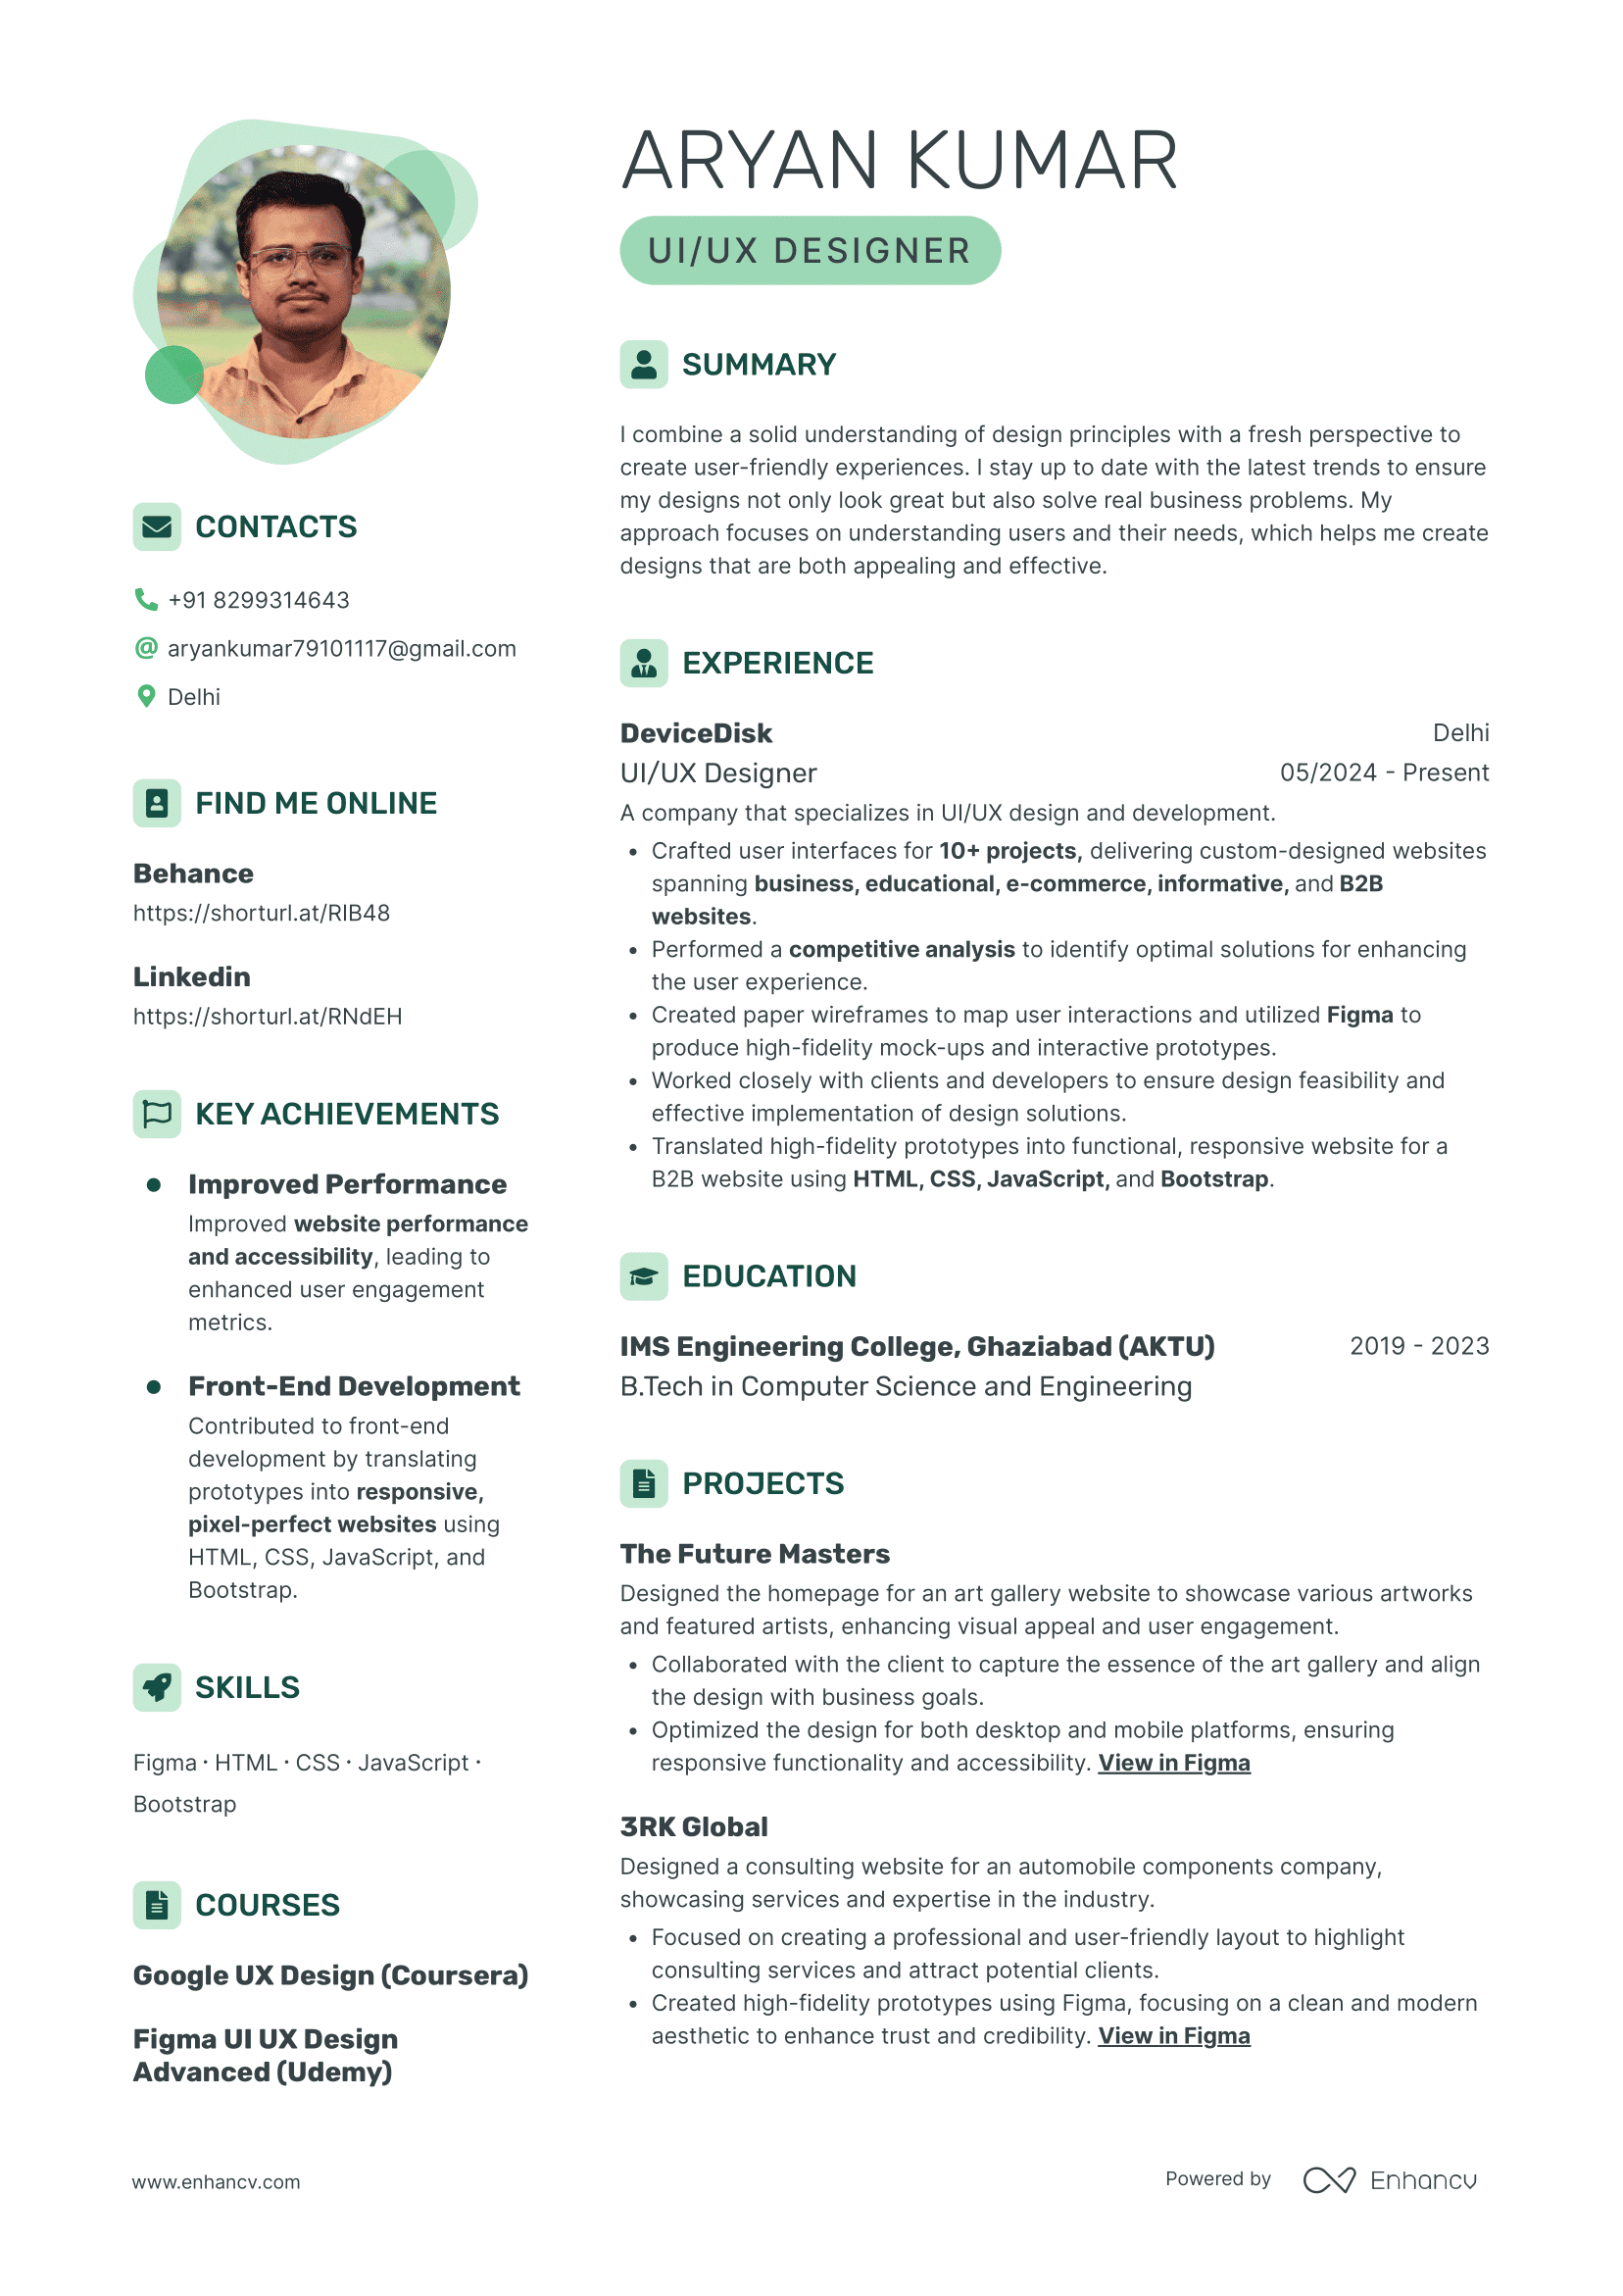 ARYAN KUMAR
UI/UX DESIGNER
CONTACTS
+91 8299314643
aryankumar79101117@gmail.com
Delhi
FIND ME ONLINE
Behance
https://shorturl.at/RIB48
Linkedin
https://shorturl.at/RNdEH
KEY ACHIEVEMENTS
Improved Performance
Improved website performance
and accessibility, leading to
enhanced user engagement
metrics.
Front-End Development
Contributed to front-end
development by translating
prototypes into responsive,
pixel-perfect websites using
HTML, CSS, JavaScript, and
Bootstrap.
SKILLS
Figma · HTML · CSS · JavaScript ·
Bootstrap
COURSES
Google UX Design (Coursera)
Figma UI UX Design
Advanced (Udemy)
SUMMARY
I combine a solid understanding of design principles with a fresh perspective to
create user-friendly experiences. I stay up to date with the latest trends to ensure
my designs not only look great but also solve real business problems. My
approach focuses on understanding users and their needs, which helps me create
designs that are both appealing and effective.
EXPERIENCE
DeviceDisk Delhi
UI/UX Designer 05/2024 - Present
A company that specializes in UI/UX design and development.
• Crafted user interfaces for 10+ projects, delivering custom-designed websites
spanning business, educational, e-commerce, informative, and B2B
websites.
• Performed a competitive analysis to identify optimal solutions for enhancing
the user experience.
• Created paper wireframes to map user interactions and utilized Figma to
produce high-fidelity mock-ups and interactive prototypes.
• Worked closely with clients and developers to ensure design feasibility and
effective implementation of design solutions.
• Translated high-fidelity prototypes into functional, responsive website for a
B2B website using HTML, CSS, JavaScript, and Bootstrap.
EDUCATION
IMS Engineering College, Ghaziabad (AKTU) 2019 - 2023
B.Tech in Computer Science and Engineering
PROJECTS
The Future Masters
Designed the homepage for an art gallery website to showcase various artworks
and featured artists, enhancing visual appeal and user engagement.
• Collaborated with the client to capture the essence of the art gallery and align
the design with business goals.
• Optimized the design for both desktop and mobile platforms, ensuring
responsive functionality and accessibility. View in Figma
3RK Global
Designed a consulting website for an automobile components company,
showcasing services and expertise in the industry.
• Focused on creating a professional and user-friendly layout to highlight
consulting services and attract potential clients.
• Created high-fidelity prototypes using Figma, focusing on a clean and modern
aesthetic to enhance trust and credibility. View in Figma
www.enhancv.com
Powered by Enhancv